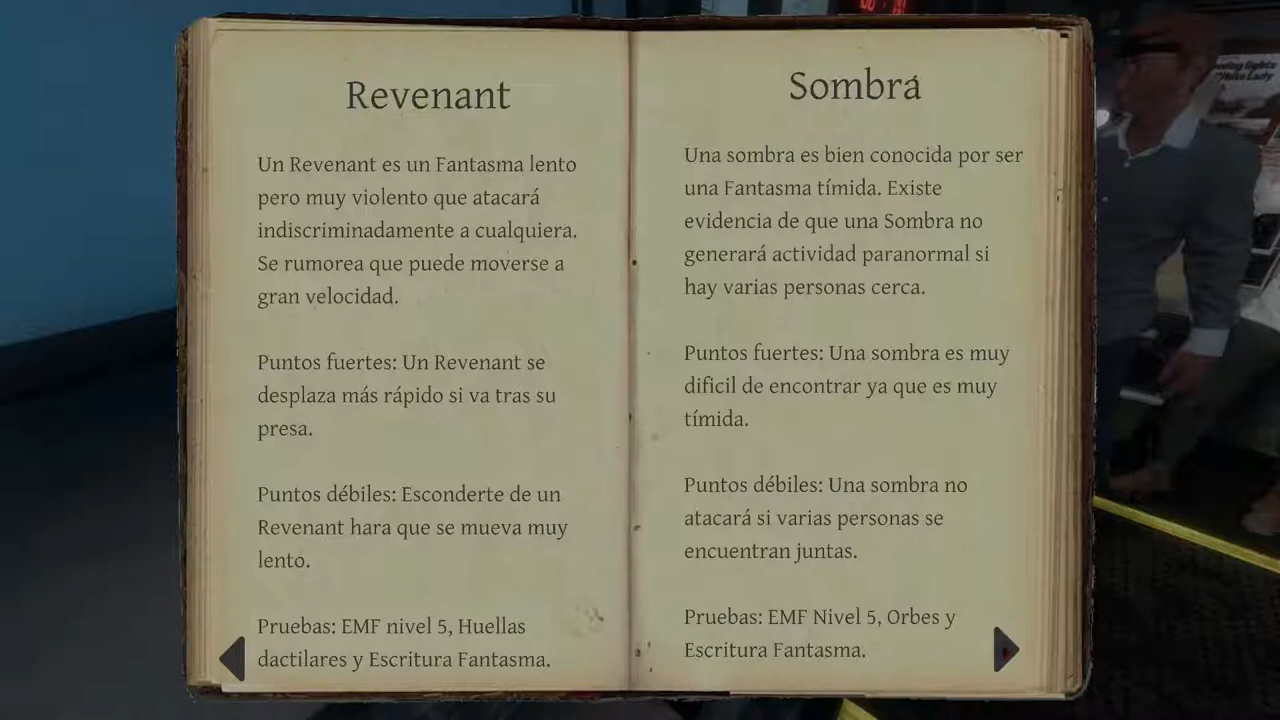 Revenant
Un Revenant es un Fantasma lento
pero muy violento que atacará
indiscriminadamente a cualquiera.
Se rumorea que puede moverse a
gran velocidad.
Puntos fuertes: Un Revenant se
desplaza más rápido si va tras su
presa.
Puntos débiles: Esconderte de un
Revenant hara que se mueva muy
lento.
Pruebas: EMF nivel 5, Huellas
dactilares y Escritura Fantasma.
Sombra
Una sombra es bien conocida por ser
una Fantasma tímida. Existe
evidencia de que una Sombra no
generará actividad paranormal si
hay varias personas cerca.
Puntos fuertes: Una sombra es muy
dificil de encontrar ya que es muy
tímida.
Puntos débiles: Una sombra no
atacará si varias personas se
encuentran juntas.
Pruebas: EMF Nivel 5, Orbes y
Escritura Fantasma.
Lady